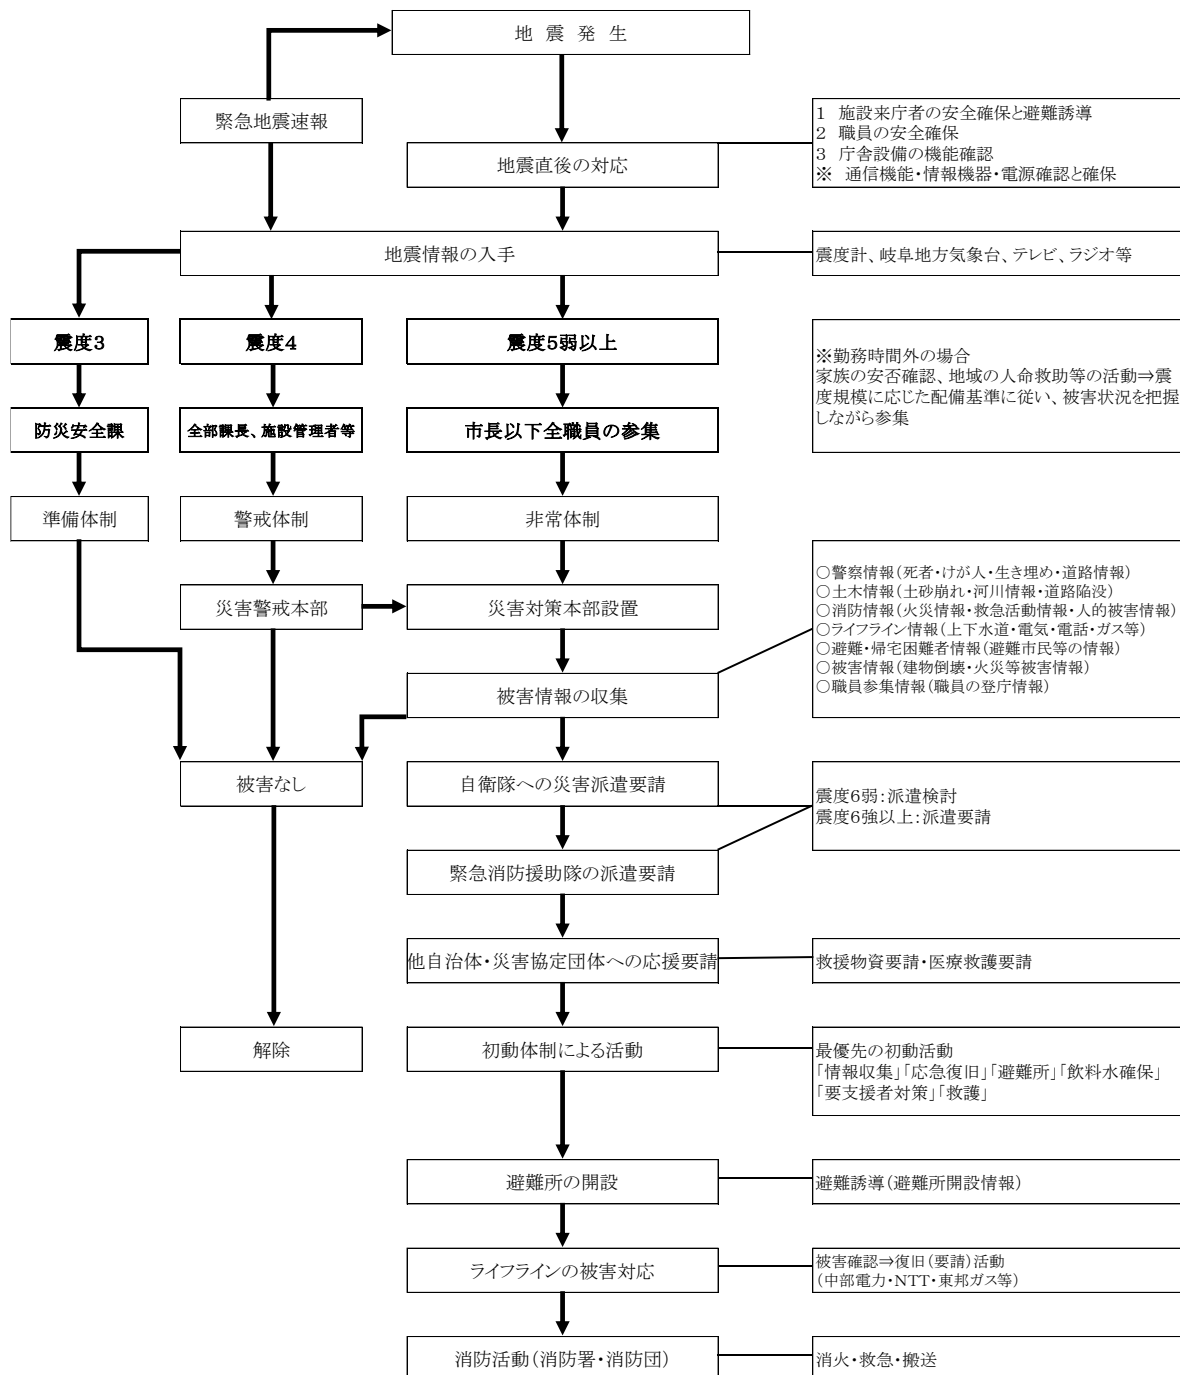 地 震 発 生
緊急地震速報
1 施設来庁者の安全確保と避難誘導
2 職員の安全確保
3 庁舎設備の機能確認
※ 通信機能・情報機器・電源確認と確保
地震直後の対応
地震情報の入手
震度計、岐阜地方気象台、テレビ、ラジオ等
震度3
震度4
震度5弱以上
※勤務時間外の場合
家族の安否確認、地域の人命救助等の活動⇒震
度規模に応じた配備基準に従い、被害状況を把握
しながら参集
防災安全課
全部課長、施設管理者等
市長以下全職員の参集
準備体制
警戒体制
非常体制
○警察情報(死者・けが人・生き埋め・道路情報)
○土木情報(土砂崩れ・河川情報・道路陥没)
○消防情報(火災情報・救急活動情報・人的被害情報)
○ライフライン情報(上下水道・電気・電話・ガス等)
○避難・帰宅困難者情報(避難市民等の情報)
○被害情報(建物倒壊・火災等被害情報)
○職員参集情報(職員の登庁情報)
災害警戒本部
災害対策本部設置
被害情報の収集
被害なし
自衛隊への災害派遣要請
震度6弱:派遣検討
震度6強以上:派遣要請
緊急消防援助隊の派遣要請
他自治体・災害協定団体への応援要請
救援物資要請・医療救護要請
解除
初動体制による活動
最優先の初動活動
「情報収集」「応急復旧」「避難所」「飲料水確保」
「要支援者対策」「救護」
避難所の開設
避難誘導(避難所開設情報)
ライフラインの被害対応
被害確認⇒復旧(要請)活動
(中部電力・NTT・東邦ガス等)
消防活動(消防署・消防団)
消火・救急・搬送